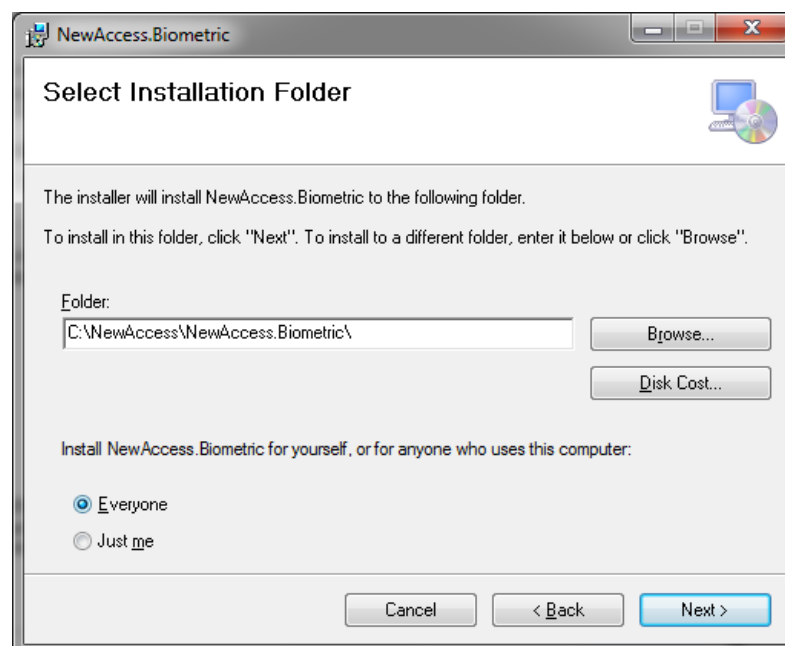 NewAccess.Biometric
Select Installation Folder
The installer will install NewAccess.Biometric to the following folder.
To install in this folder, click "Next". To install to a different folder, enter it below or click "Browse".
Folder:
C:\NewAccess\NewAccess.Biometric\
Browse...
Disk Cost...
Install NewAccess.Biometric for yourself, or for anyone who uses this computer:
Everyone
Just me
Cancel
< Back
Next >